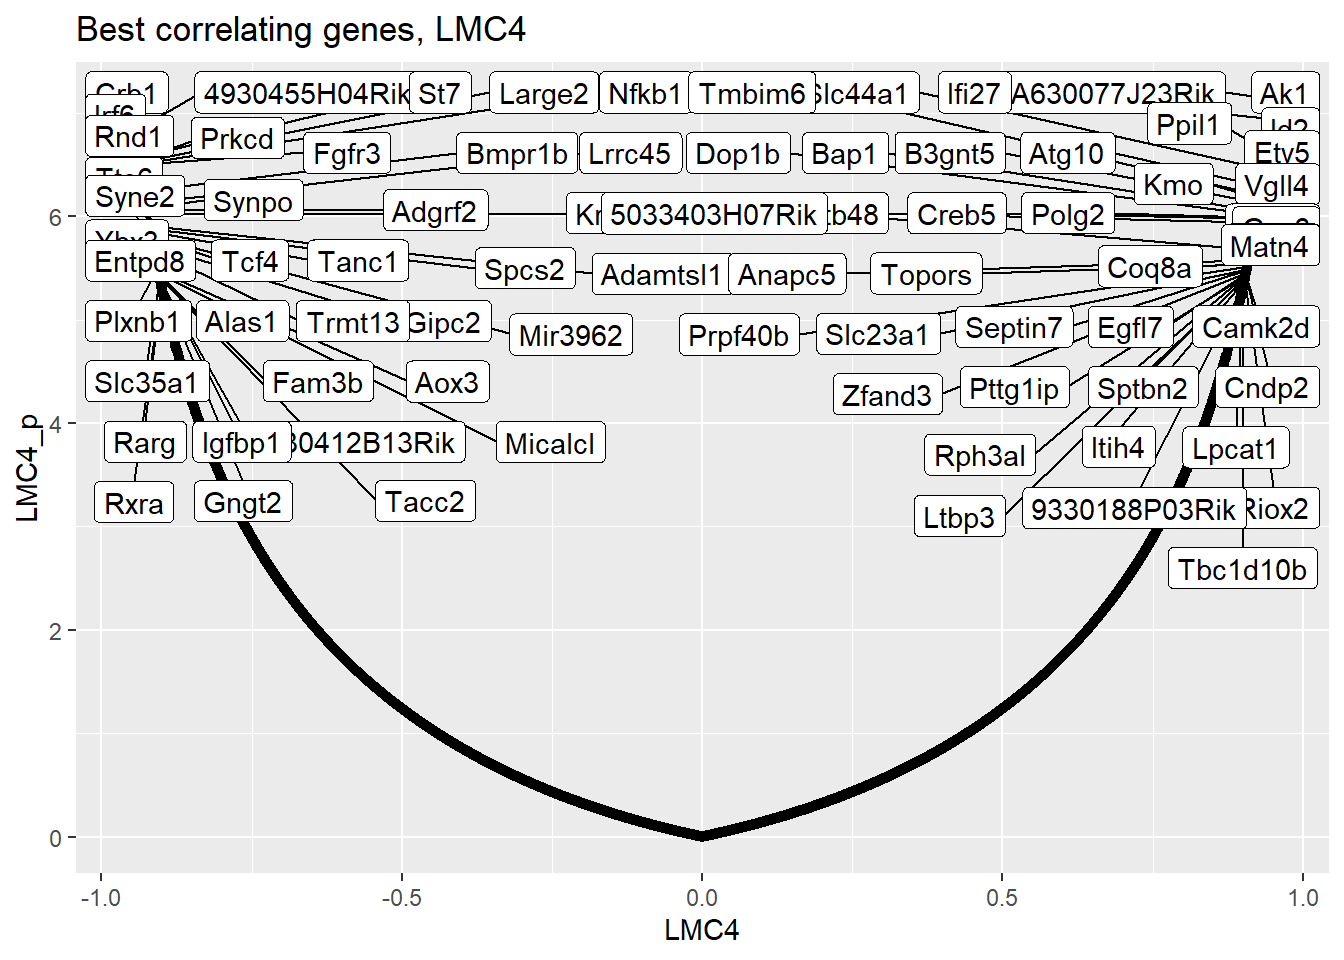 Best correlating genes, LMC4
4930455H04Rik St7 Large2 Nfkb1 Tmbim6 Slc44a1 Ifi27 A630077J23Rik Ak1
Rnd1 Prkcd Ppil1
Fgfr3 Bmpr1b Lrrc45 Dop1b Bap1 B3gnt5 Atg10 Etv5
Syne2 Synpo Kmo Vgll4
6 Adgrf2 5033403H07Rik Creb5 Polg2
Matn4
Entpd8 Tcf4 Tanc1 Spcs2 Adamtsl1 Anapc5 Topors Coq8a
Plxnb1 Alas1 Trmt13 Gipc2 Mir3962 Prpf40b Slc23a1 Septin7 Egfl7 Camk2d
Slc35a1 Fam3b Aox3 Zfand3 Pttg1ip Sptbn2 Cndp2
4
Rarg Igfbp1 30412B13Rik Micalcl Rph3al Itih4 Lpcat1
Rxra Gngt2 Tacc2 Ltbp3 9330188P03Rik Riox2
Tbc1d10b
LMC4_p
2
0
-1.0 -0.5 0.0 0.5 1.0
LMC4